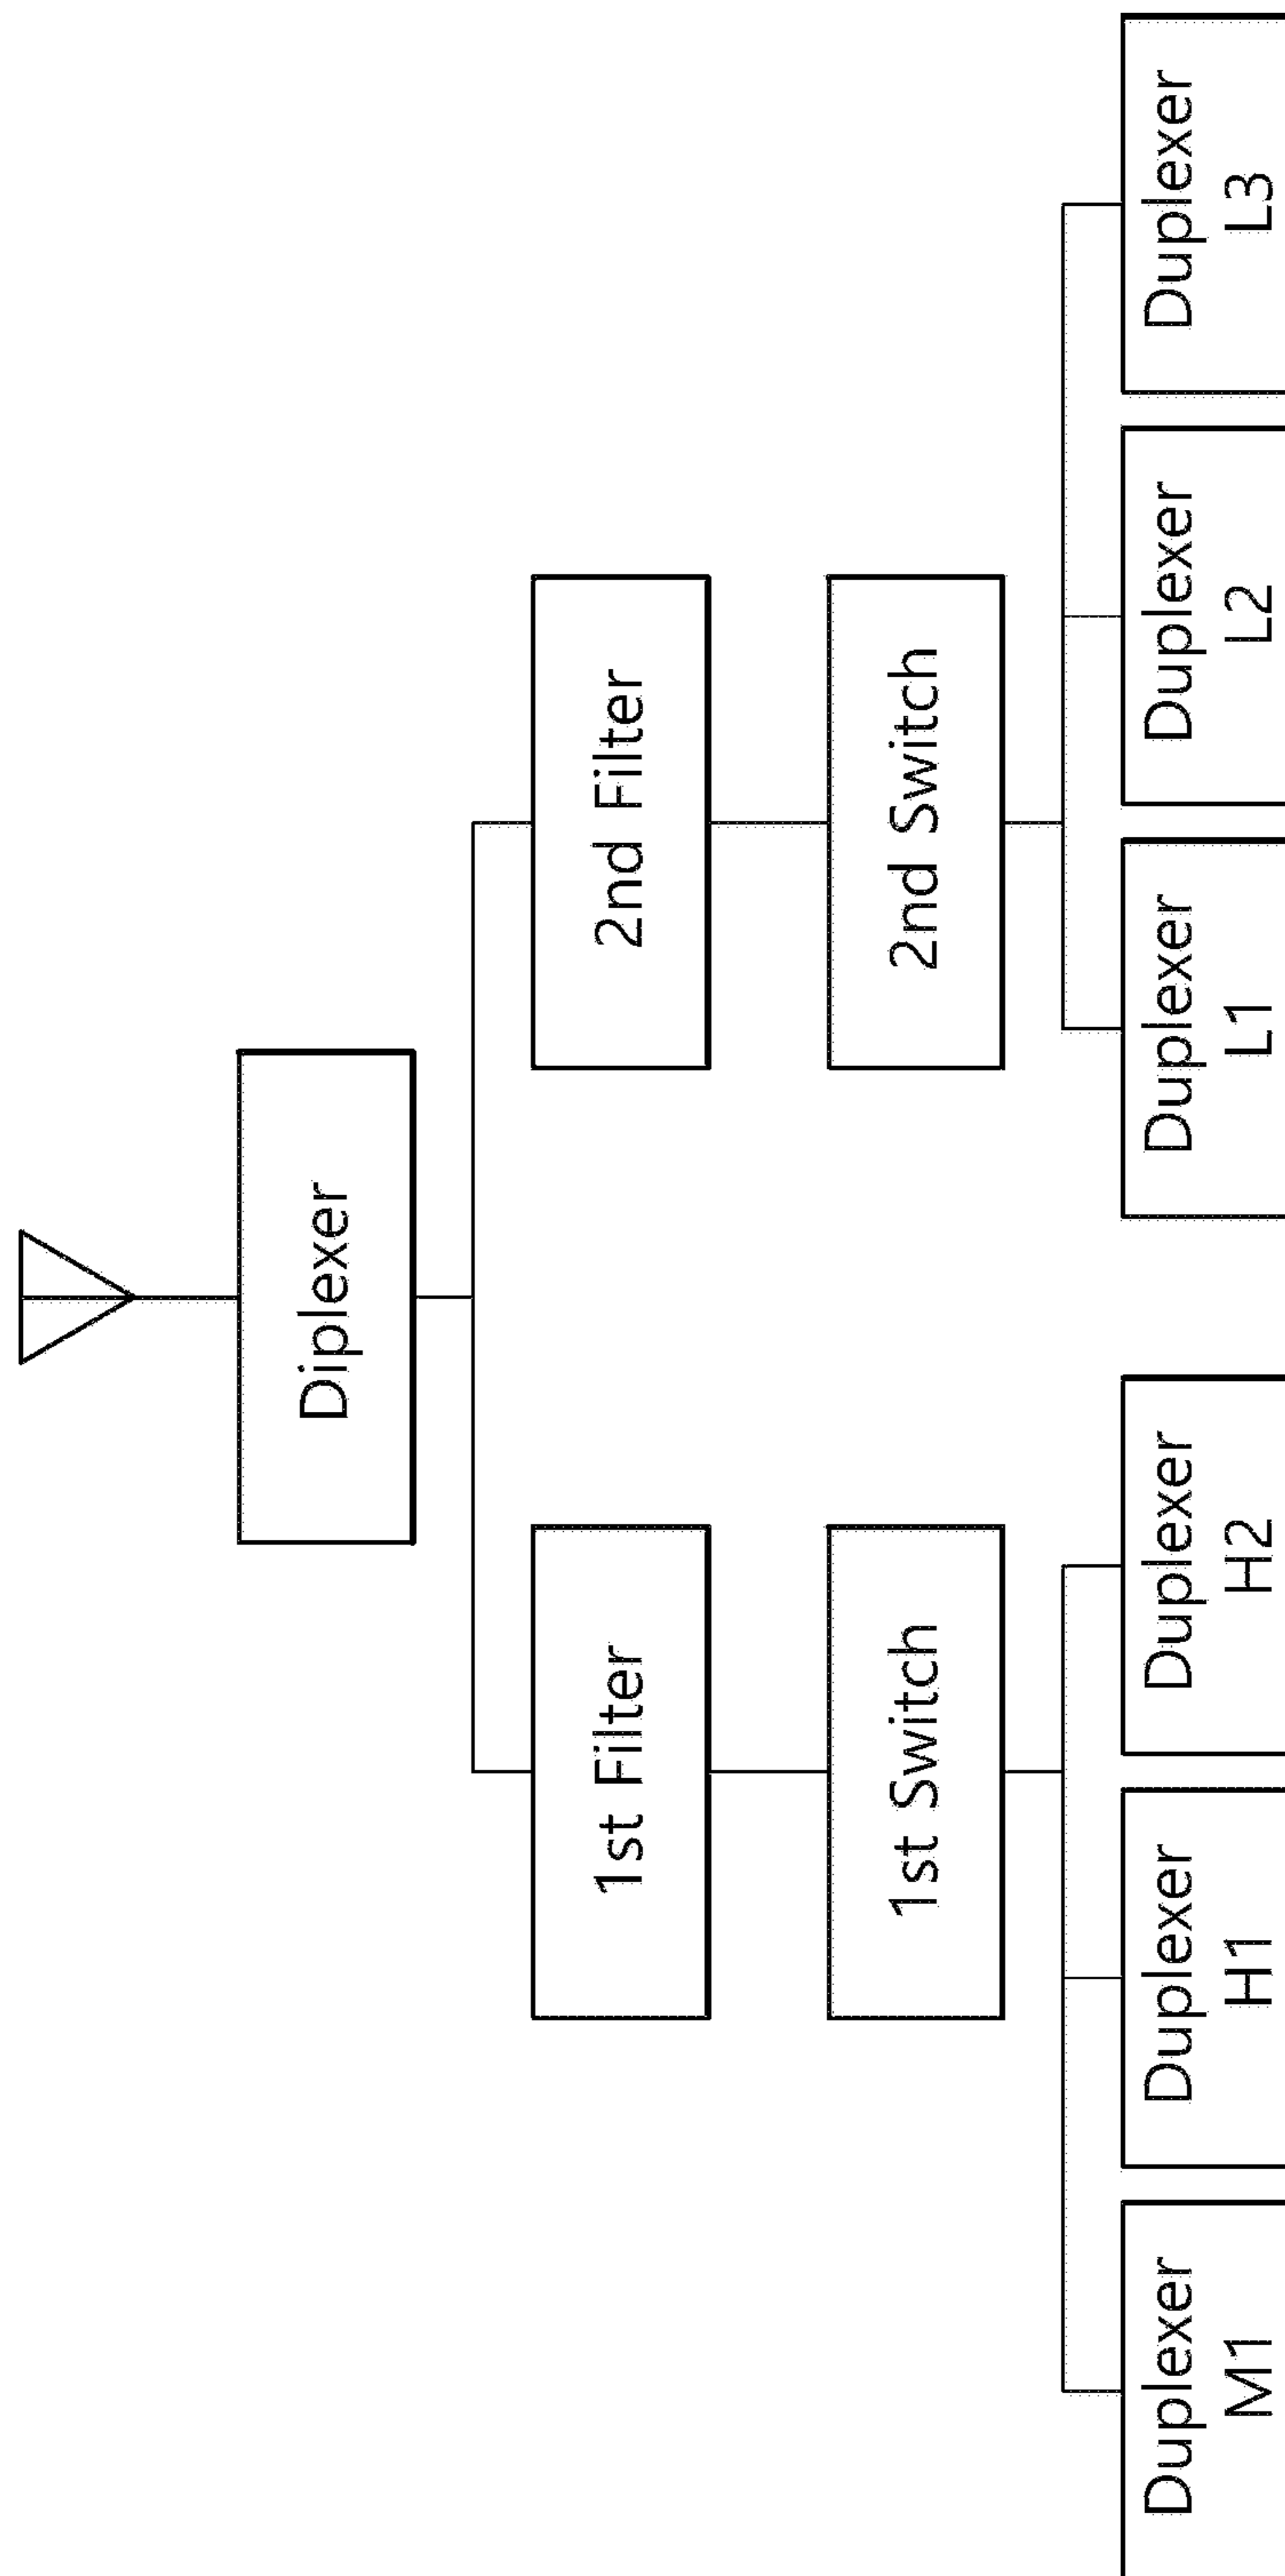 Diplexer
1st Filter
2nd Filter
1st Switch
2nd Switch
Duplexer
M1
Duplexer
H1
Duplexer
H2
Duplexer
L1
Duplexer
L2
Duplexer
L3